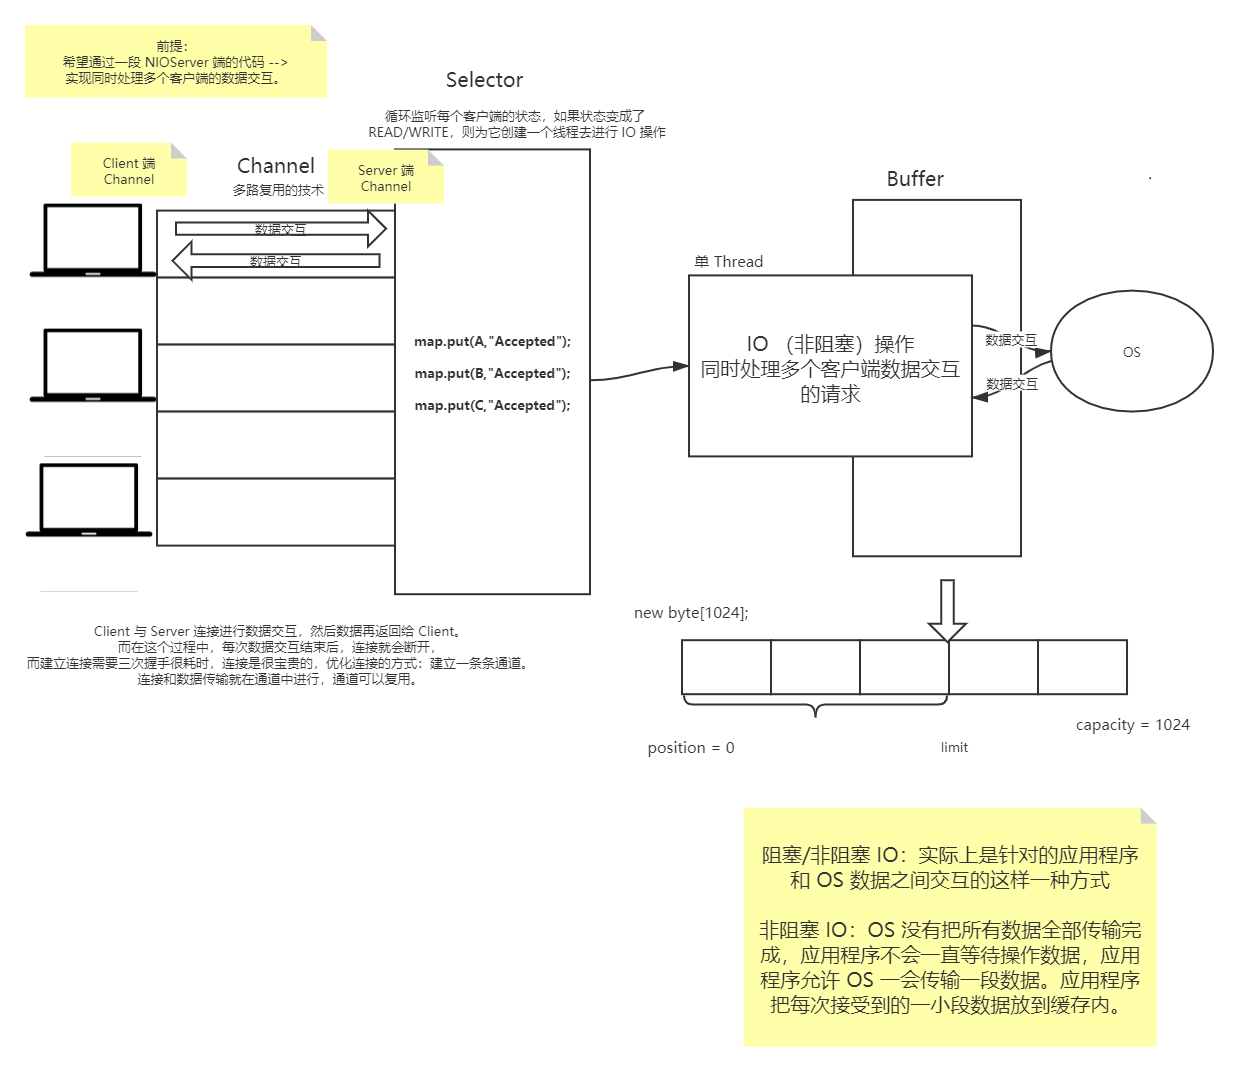 前提：
希望通过一段 NIOServer 端的代码 -->
实现同时处理多个客户端的数据交互。
Selector
循环监听每个客户端的状态，如果状态变成了
READ/WRITE，则为它创建一个线程去进行 IO 操作
Client 端
Channel
Channel
多路复用的技术
Server 端
Channel
数据交互
数据交互
map.put(A,"Accepted");
map.put(B,"Accepted");
map.put(C,"Accepted");
Buffer
单 Thread
IO （非阻塞）操作
同时处理多个客户端数据交互
的请求
数据交互
数据交互
OS
Client 与 Server 连接进行数据交互，然后数据再返回给 Client。
而在这个过程中，每次数据交互结束后，连接就会断开，
而建立连接需要三次握手很耗时，连接是很宝贵的，优化连接的方式：建立一条条通道。
连接和数据传输就在通道中进行，通道可以复用。
new byte[1024];
capacity = 1024
position = 0
limit
阻塞/非阻塞 IO：实际上是针对的应用程序
和 OS 数据之间交互的这样一种方式
非阻塞 IO：OS 没有把所有数据全部传输完
成，应用程序不会一直等待操作数据，应用
程序允许 OS 一会传输一段数据。应用程序
把每次接受到的一小段数据放到缓存内。